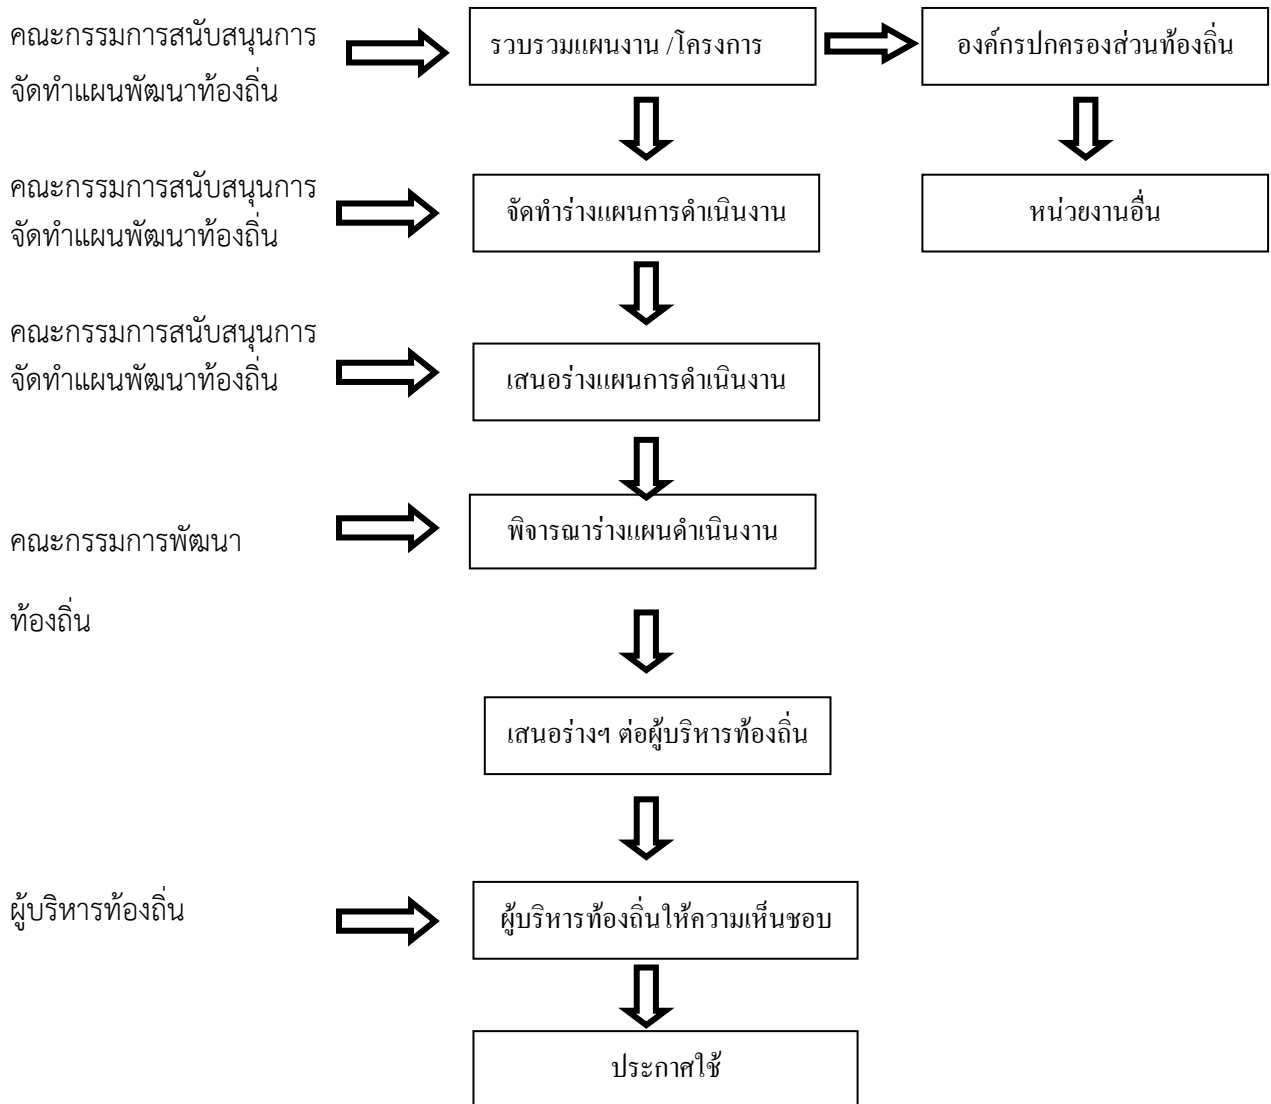 คณะกรรมการสนับสนุนการ
จัดทำแผนพัฒนาท้องถิ่น
รวบรวมแผนงาน /โครงการ
องค์กรปกครองส่วนท้องถิ่น
คณะกรรมการสนับสนุนการ
จัดทำแผนพัฒนาท้องถิ่น
จัดทำร่างแผนการดำเนินงาน
หน่วยงานอื่น
คณะกรรมการสนับสนุนการ
จัดทำแผนพัฒนาท้องถิ่น
เสนอร่างแผนการดำเนินงาน
คณะกรรมการพัฒนา
ท้องถิ่น
พิจารณาร่างแผนดำเนินงาน
เสนอร่างฯ ต่อผู้บริหารท้องถิ่น
ผู้บริหารท้องถิ่น
ผู้บริหารท้องถิ่นให้ความเห็นชอบ
ประกาศใช้